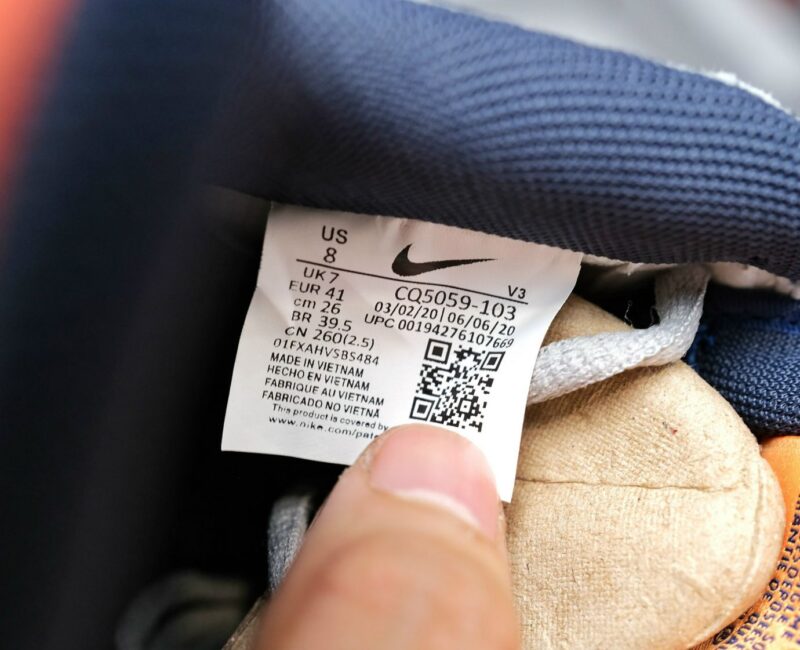 US
8
UK 7
EUR 41
cm 26
BR 39.5
CN 260(2.5)
01FXAHVSBS484
MADE IN VIETNAM
HECHO EN VIETNAM
FABRIQUE AU VIETNAM
FABRICADO NO VIETNA
This product is covered by
www.nike.com/pate
V3
CQ5059-103
03/02/20 | 06/06/20
UPC 00194276107669